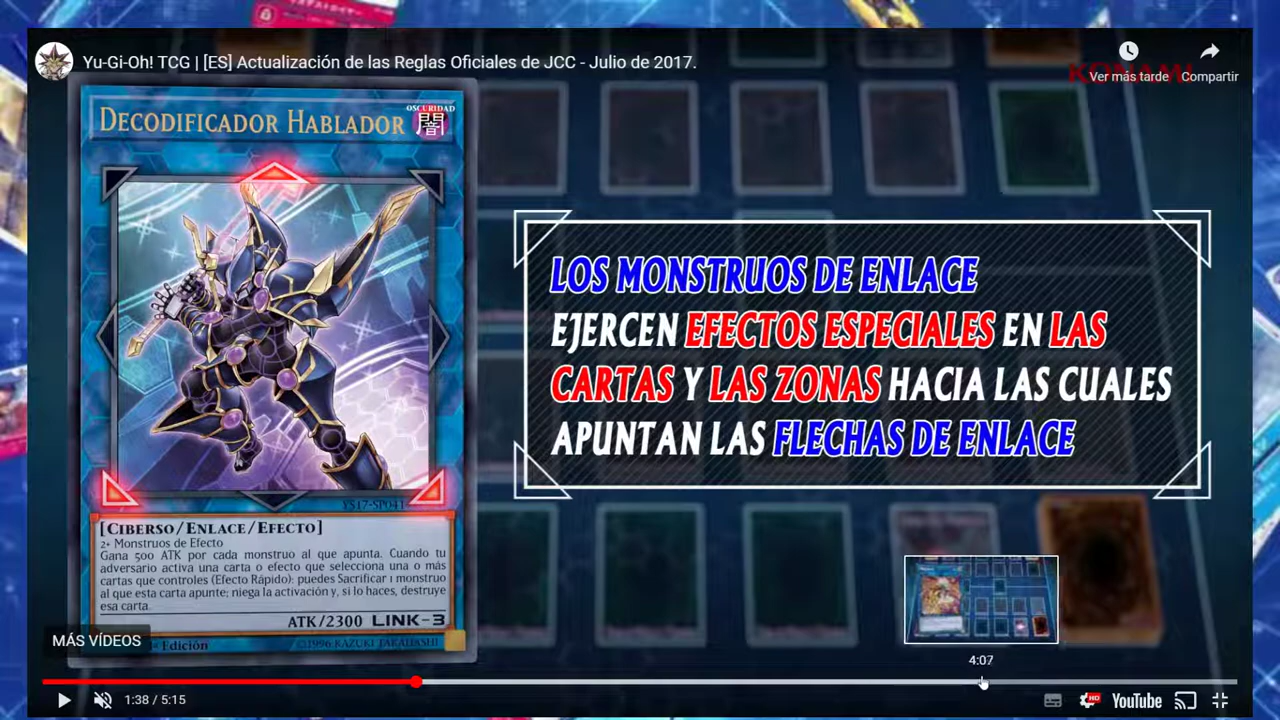 Yu-Gi-Oh! TCG | [ES] Actualización de las Reglas Oficiales de JCC - Julio de 2017.
KONAMI
Ver más tarde
Compartir
DECODIFICADOR HABLADOR
OSCURIDAD
闇
LOS MONSTRUOS DE ENLACE
EJERCEN EFECTOS ESPECIALES EN LAS
CARTAS Y LAS ZONAS HACIA LAS CUALES
APUNTAN LAS FLECHAS DE ENLACE
YS17-SP041
[CIBERSO/ENLACE/EFECTO]
2+ Monstruos de Efecto
Gana 500 ATK por cada monstruo al que apunta. Cuando tu
adversario activa una carta o efecto que selecciona una o más
cartas que controles (Efecto Rápido): puedes Sacrificar 1 monstruo
al que esta carta apunte; niega la activación y, si lo haces, destruye
esa carta.
ATK/2300 LINK-3
Edición
©1996 KAZUKI TAKAHASHI
MÁS VÍDEOS
4:07
1:38 / 5:15
HD
YouTube